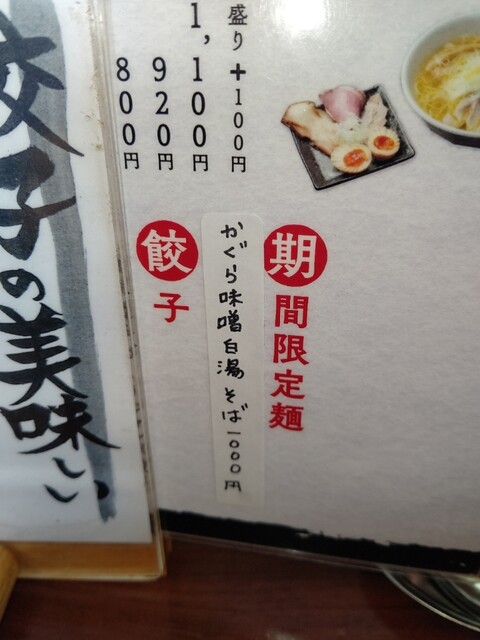 盛り+100円
1,100円
920円
800円
期間限定麺
かぐら味噌白湯そば一000円
餃子
餃子の美味しい